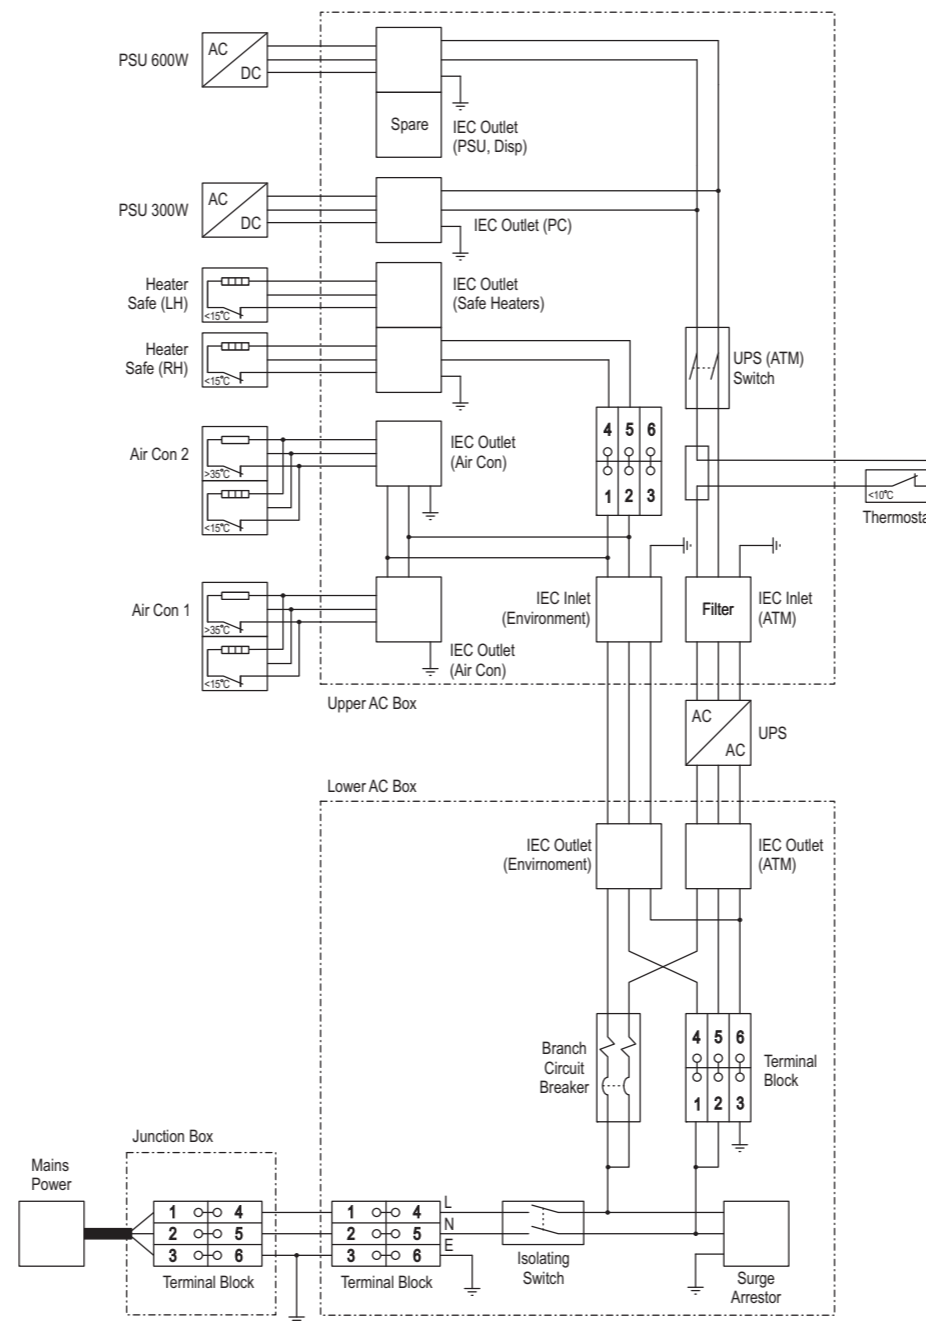 AC
DC
PSU 600W
Spare
IEC Outlet
(PSU, Disp)
AC
DC
PSU 300W
IEC Outlet (PC)
Heater
Safe (LH)
<15°C
IEC Outlet
(Safe Heaters)
Heater
Safe (RH)
<15°C
UPS (ATM)
Switch
4 5 6
1 2 3
Air Con 2
>35°C
<15°C
IEC Outlet
(Air Con)
<10°C
Thermosta
Air Con 1
>35°C
<15°C
IEC Outlet
(Air Con)
IEC Inlet
(Environment)
Filter
IEC Inlet
(ATM)
Upper AC Box
AC
AC
UPS
Lower AC Box
IEC Outlet
(Envirnoment)
IEC Outlet
(ATM)
Branch
Circuit
Breaker
4 5 6
1 2 3
Terminal
Block
Junction Box
Mains
Power
1 4
2 5
3 6
Terminal Block
1 4
2 5
3 6
Terminal Block
L
N
E
Isolating
Switch
Surge
Arrestor